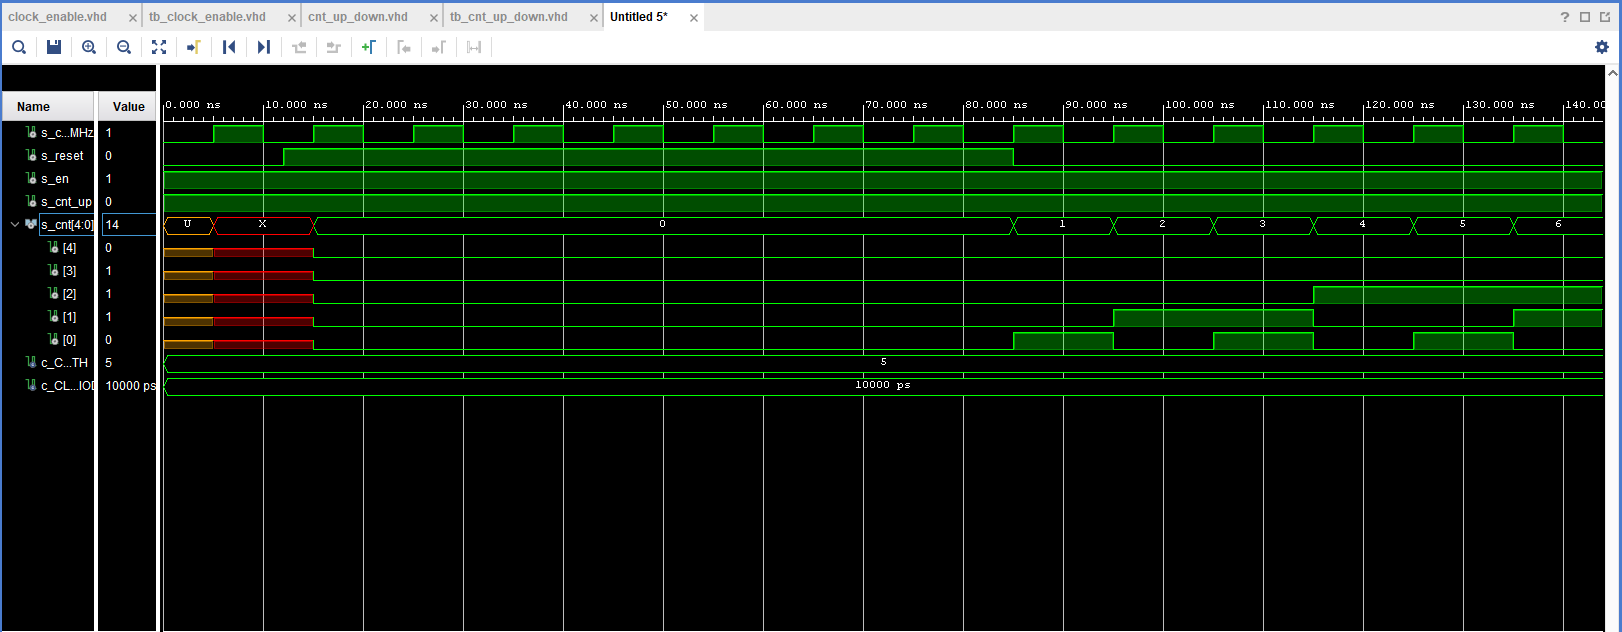 clock_enable.vhd × tb_clock_enable.vhd × cnt_up_down.vhd × tb_cnt_up_down.vhd × Untitled 5* ×
Name Value 0.000 ns 10.000 ns 20.000 ns 30.000 ns 40.000 ns 50.000 ns 60.000 ns 70.000 ns 80.000 ns 90.000 ns 100.000 ns 110.000 ns 120.000 ns 130.000 ns 140.00
s_c...MHz 1
s_reset 0
s_en 1
s_cnt_up 0
s_cnt[4:0] 14 U X 0 1 2 3 4 5 6
[4] 0
[3] 1
[2] 1
[1] 1
[0] 0
c_C...TH 5 5
c_CL...IOD 10000 ps 10000 ps